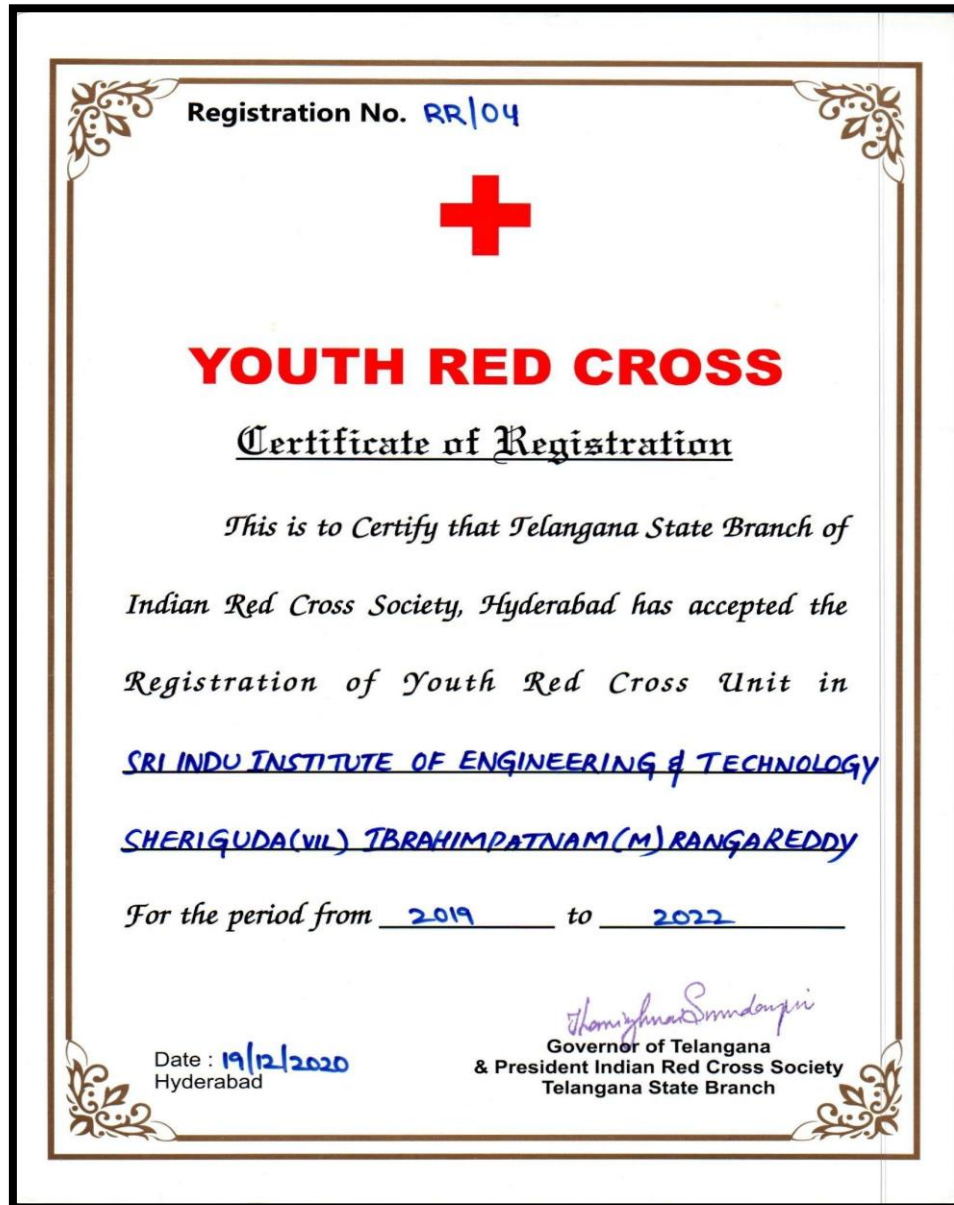 Registration No. RR/04
YOUTH RED CROSS
Certificate of Registration
This is to Certify that Telangana State Branch of
Indian Red Cross Society, Hyderabad has accepted the
Registration of Youth Red Cross Unit in
SRI INDU INSTITUTE OF ENGINEERING & TECHNOLOGY
SHERIGUDA(VIL) IBRAHIMPATNAM(M) RANGAREDDY
For the period from 2019 to 2022
Governor of Telangana
& President Indian Red Cross Society
Telangana State Branch
Date : 19/12/2020
Hyderabad